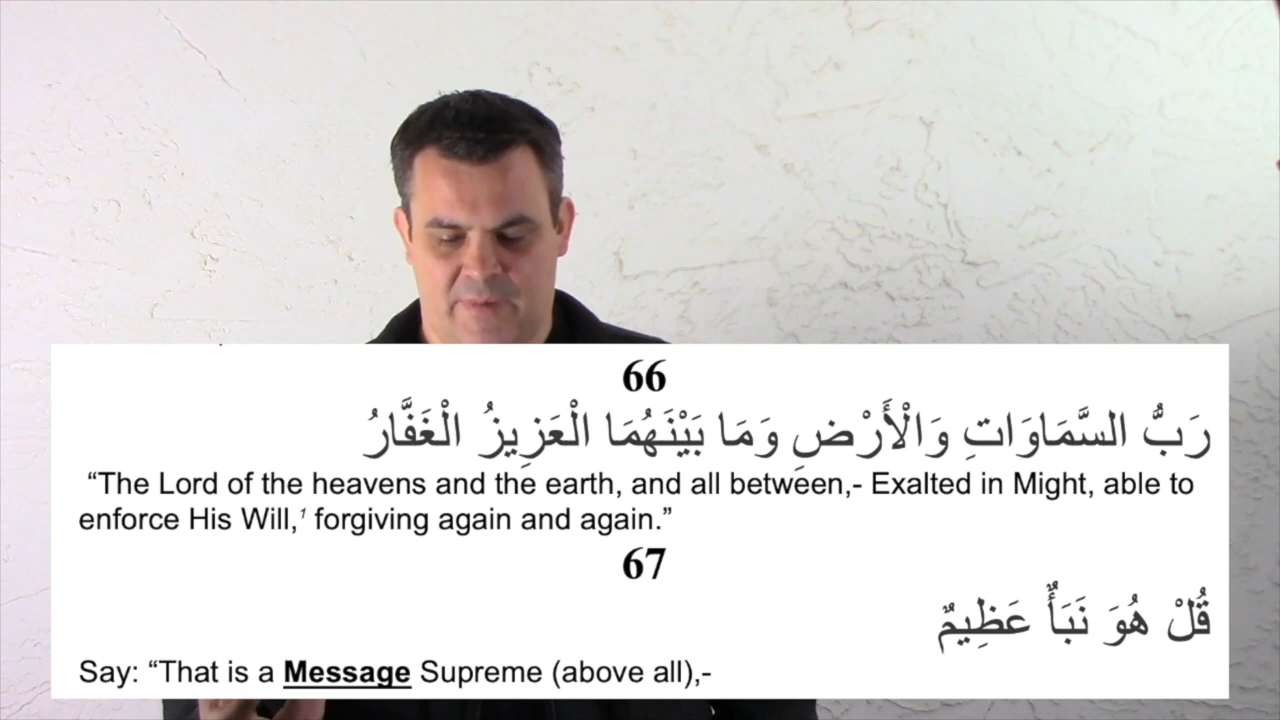 66
رَبُّ السَّمَاوَاتِ وَالْأَرْضِ وَمَا بَيْنَهُمَا الْعَزِيزُ الْغَفَّارُ
“The Lord of the heavens and the earth, and all between,- Exalted in Might, able to
enforce His Will,¹ forgiving again and again.”
67
قُلْ هُوَ نَبَأٌ عَظِيمٌ
Say: “That is a Message Supreme (above all),-